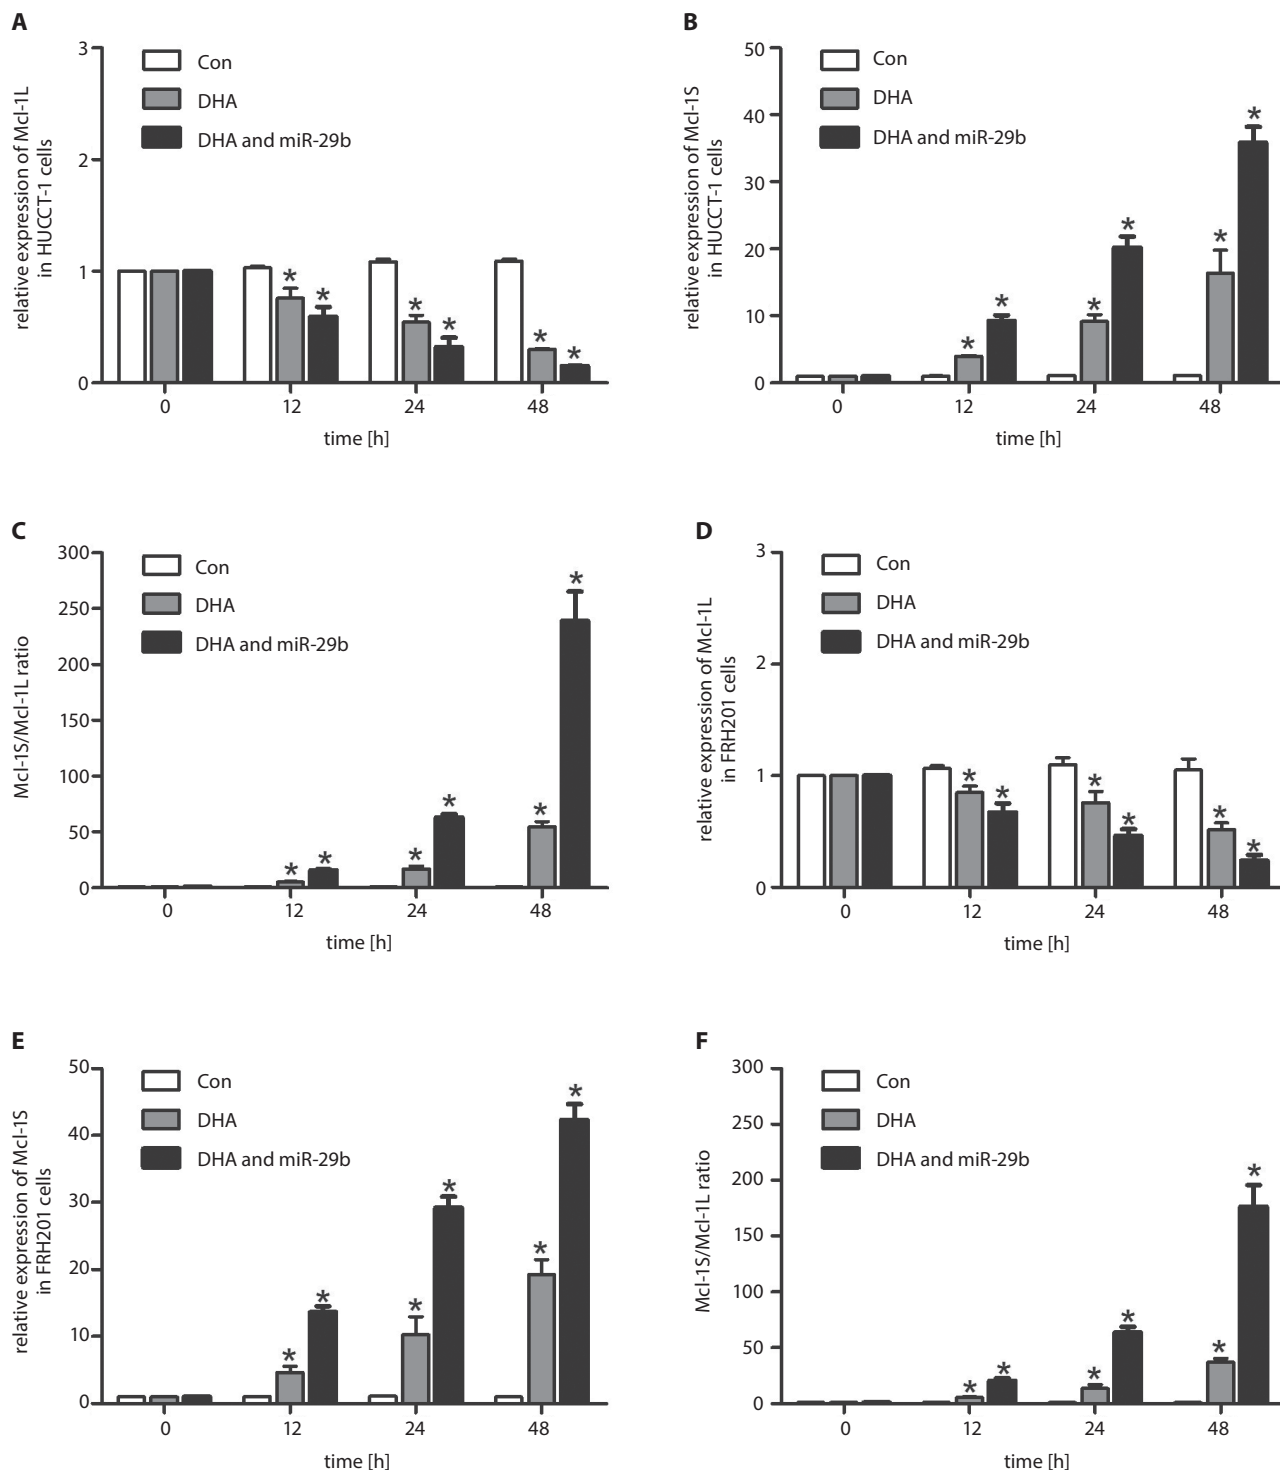 A
relative expression of Mcl-1L
in HUCCT-1 cells
3
2
1
0
Con
DHA
DHA and miR-29b
* * * * * *
0 12 24 48
time [h]
B
relative expression of Mcl-1S
in HUCCT-1 cells
50
40
30
20
10
0
Con
DHA
DHA and miR-29b
* * * * * *
0 12 24 48
time [h]
C
Mcl-1S/Mcl-1L ratio
300
250
200
150
100
50
0
Con
DHA
DHA and miR-29b
* * * * * *
0 12 24 48
time [h]
D
relative expression of Mcl-1L
in FRH201 cells
3
2
1
0
Con
DHA
DHA and miR-29b
* * * * * *
0 12 24 48
time [h]
E
relative expression of Mcl-1S
in FRH201 cells
50
40
30
20
10
0
Con
DHA
DHA and miR-29b
* * * * * *
0 12 24 48
time [h]
F
Mcl-1S/Mcl-1L ratio
300
250
200
150
100
50
0
Con
DHA
DHA and miR-29b
* * * * * *
0 12 24 48
time [h]